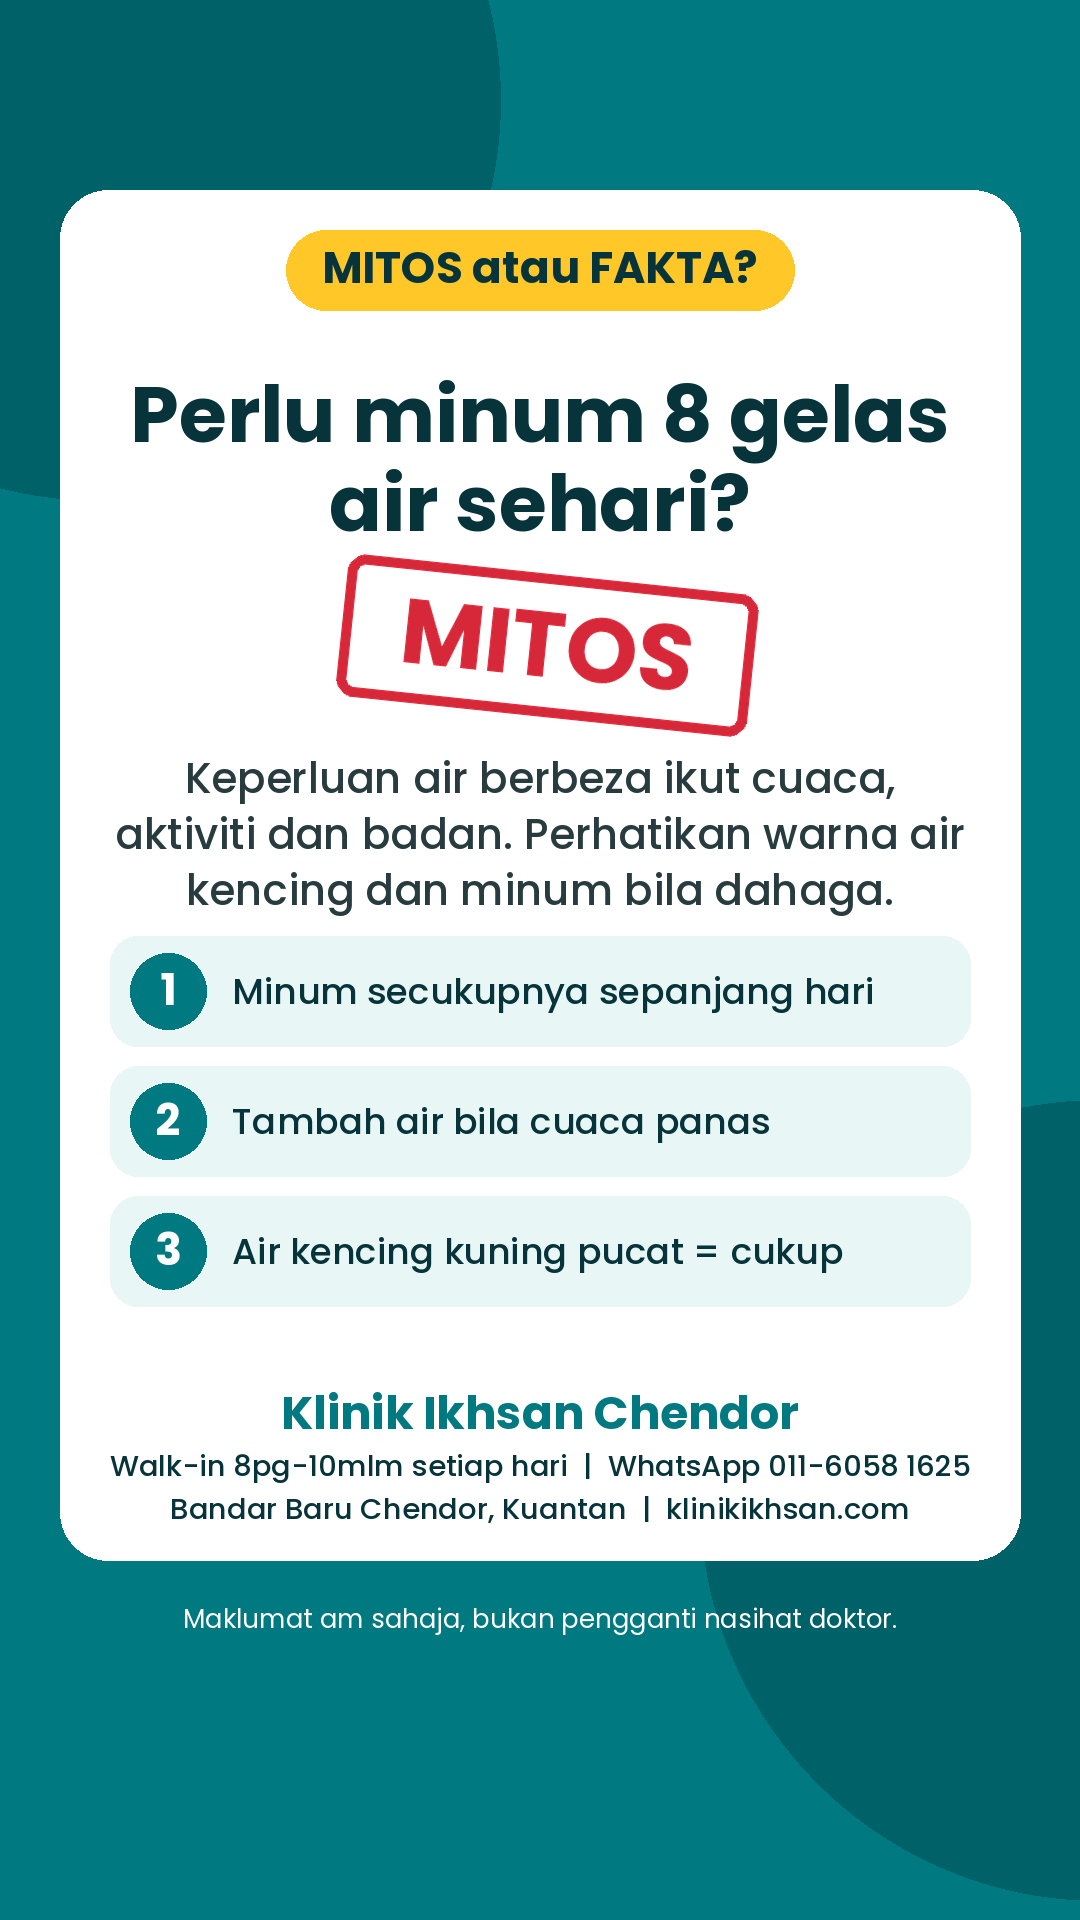 MITOS atau FAKTA?
Perlu minum 8 gelas
air sehari?
MITOS
Keperluan air berbeza ikut cuaca,
aktiviti dan badan. Perhatikan warna air
kencing dan minum bila dahaga.
1 Minum secukupnya sepanjang hari
2 Tambah air bila cuaca panas
3 Air kencing kuning pucat = cukup
Klinik Ikhsan Chendor
Walk-in 8pg-10mlm setiap hari | WhatsApp 011-6058 1625
Bandar Baru Chendor, Kuantan | klinikikhsan.com
Maklumat am sahaja, bukan pengganti nasihat doktor.